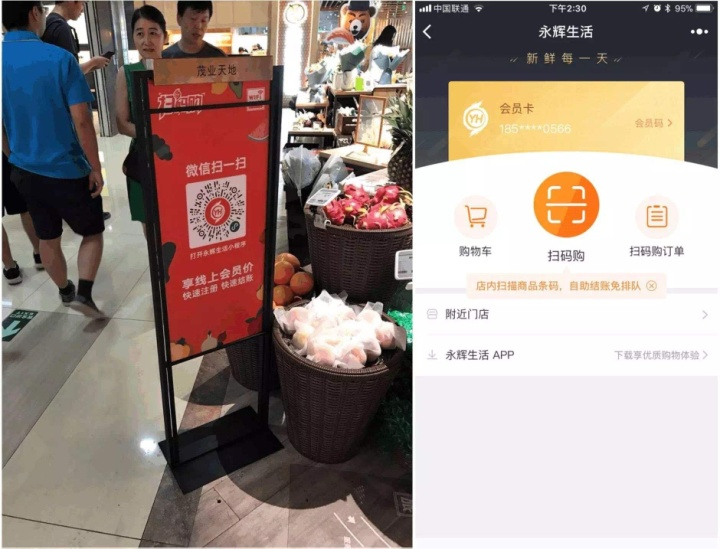 茂业天地
扫码购
WiFi
微信扫一扫
YH
打开永辉生活小程序
享线上会员价
快速注册 快速结账
中国联通
下午2:30
95%
永辉生活
新鲜每一天
YH
会员卡
185****0566
会员码
购物车
扫码购
扫码购订单
店内扫描商品条码,自助结账免排队
附近门店
永辉生活 APP
下载享优质购物体验